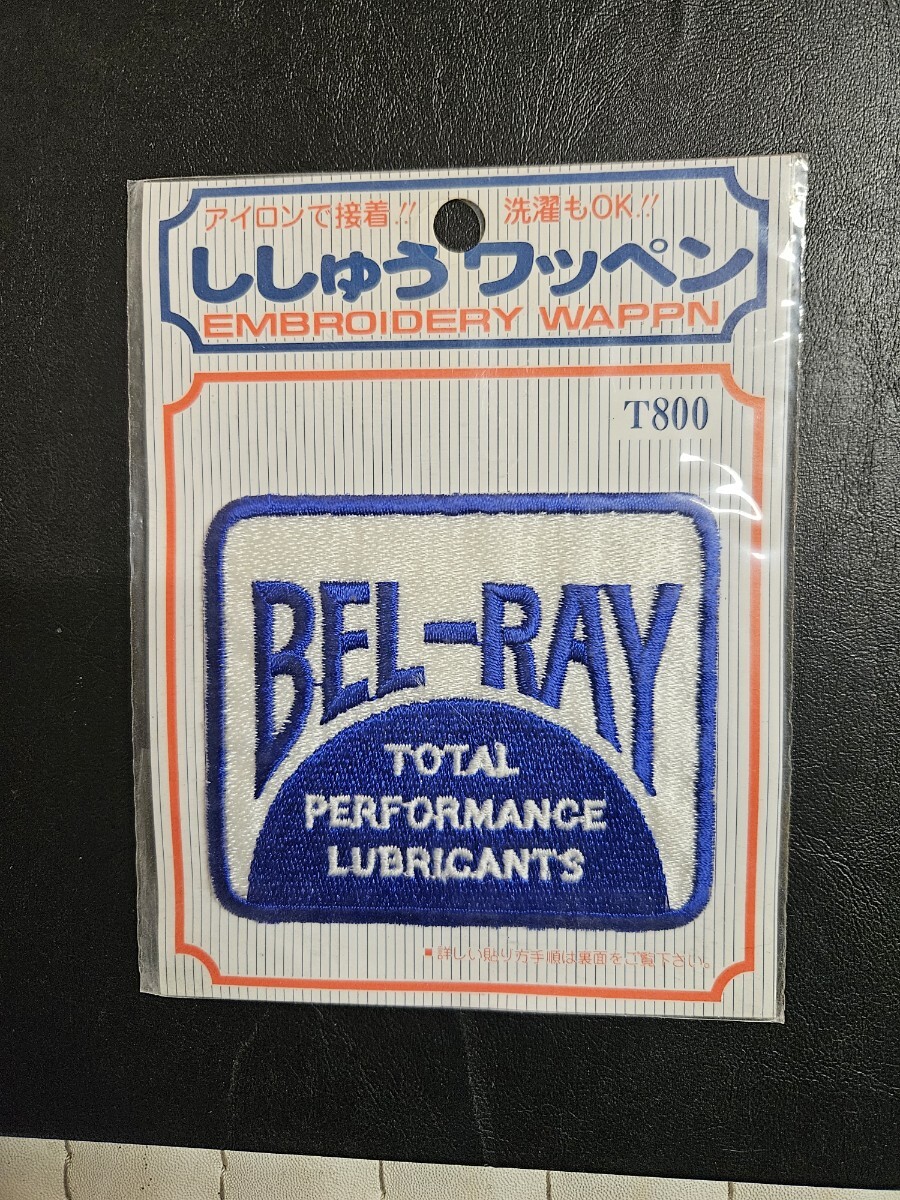 アイロンで接着!! 洗濯もOK!!
ししゅうワッペン
EMBROIDERY WAPPN
T800
BEL-RAY
TOTAL
PERFORMANCE
LUBRICANTS
■詳しい貼り方手順は裏面をご覧下さい。